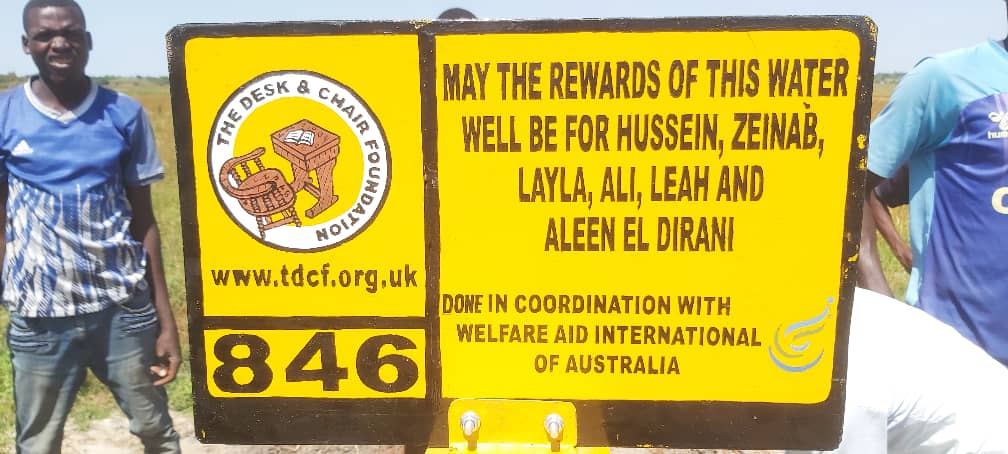 THE DESK & CHAIR FOUNDATION
www.tdcf.org.uk
846
MAY THE REWARDS OF THIS WATER
WELL BE FOR HUSSEIN, ZEINAB,
LAYLA, ALI, LEAH AND
ALEEN EL DIRANI
DONE IN COORDINATION WITH
WELFARE AID INTERNATIONAL
OF AUSTRALIA